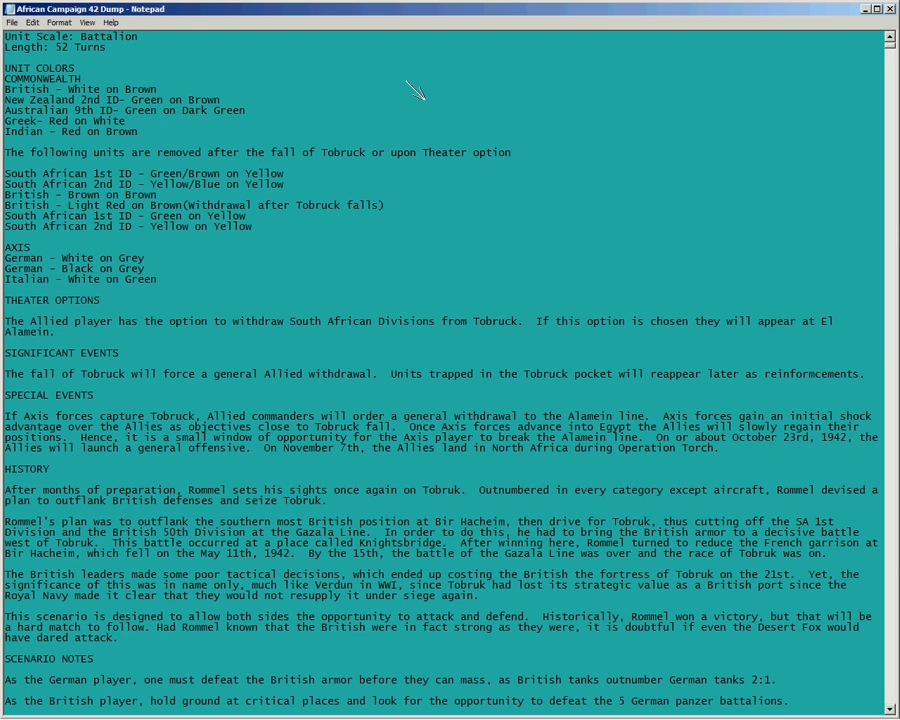 African Campaign 42 Dump - Notepad
File Edit Format View Help
Unit Scale: Battalion
Length: 52 Turns
UNIT COLORS
COMMONWEALTH
British - White on Brown
New Zealand 2nd ID- Green on Brown
Australian 9th ID- Green on Dark Green
Greek- Red on White
Indian - Red on Brown
The following units are removed after the fall of Tobruck or upon Theater option
South African 1st ID - Green/Brown on Yellow
South African 2nd ID - Yellow/Blue on Yellow
British - Brown on Brown
British - Light Red on Brown(Withdrawal after Tobruck falls)
South African 1st ID - Green on Yellow
South African 2nd ID - Yellow on Yellow
AXIS
German - White on Grey
German - Black on Grey
Italian - White on Green
THEATER OPTIONS
The Allied player has the option to withdraw South African Divisions from Tobruck.  If this option is chosen they will appear at El
Alamein.
SIGNIFICANT EVENTS
The fall of Tobruck will force a general Allied withdrawal.  Units trapped in the Tobruck pocket will reappear later as reinformcements.
SPECIAL EVENTS
If Axis forces capture Tobruck, Allied commanders will order a general withdrawal to the Alamein line.  Axis forces gain an initial shock
advantage over the Allies as objectives close to Tobruck fall.  Once Axis forces advance into Egypt the Allies will slowly regain their
positions.  Hence, it is a small window of opportunity for the Axis player to break the Alamein line.  On or about October 23rd, 1942, the
Allies will launch a general offensive.  On November 7th, the Allies land in North Africa during Operation Torch.
HISTORY
After months of preparation, Rommel sets his sights once again on Tobruk.  Outnumbered in every category except aircraft, Rommel devised a
plan to outflank British defenses and seize Tobruk.
Rommel's plan was to outflank the southern most British position at Bir Hacheim, then drive for Tobruk, thus cutting off the SA 1st
Division and the British 50th Division at the Gazala Line.  In order to do this, he had to bring the British armor to a decisive battle
west of Tobruk.  This battle occurred at a place called Knightsbridge.  After winning here, Rommel turned to reduce the French garrison at
Bir Hacheim, which fell on the May 11th, 1942.  By the 15th, the battle of the Gazala Line was over and the race of Tobruk was on.
The British leaders made some poor tactical decisions, which ended up costing the British the fortress of Tobruk on the 21st.  Yet, the
significance of this was in name only, much like Verdun in WWI, since Tobruk had lost its strategic value as a British port since the
Royal Navy made it clear that they would not resupply it under siege again.
This scenario is designed to allow both sides the opportunity to attack and defend.  Historically, Rommel won a victory, but that will be
a hard match to follow. Had Rommel known that the British were in fact strong as they were, it is doubtful if even the Desert Fox would
have dared attack.
SCENARIO NOTES
As the German player, one must defeat the British armor before they can mass, as British tanks outnumber German tanks 2:1.
As the British player, hold ground at critical places and look for the opportunity to defeat the 5 German panzer battalions.